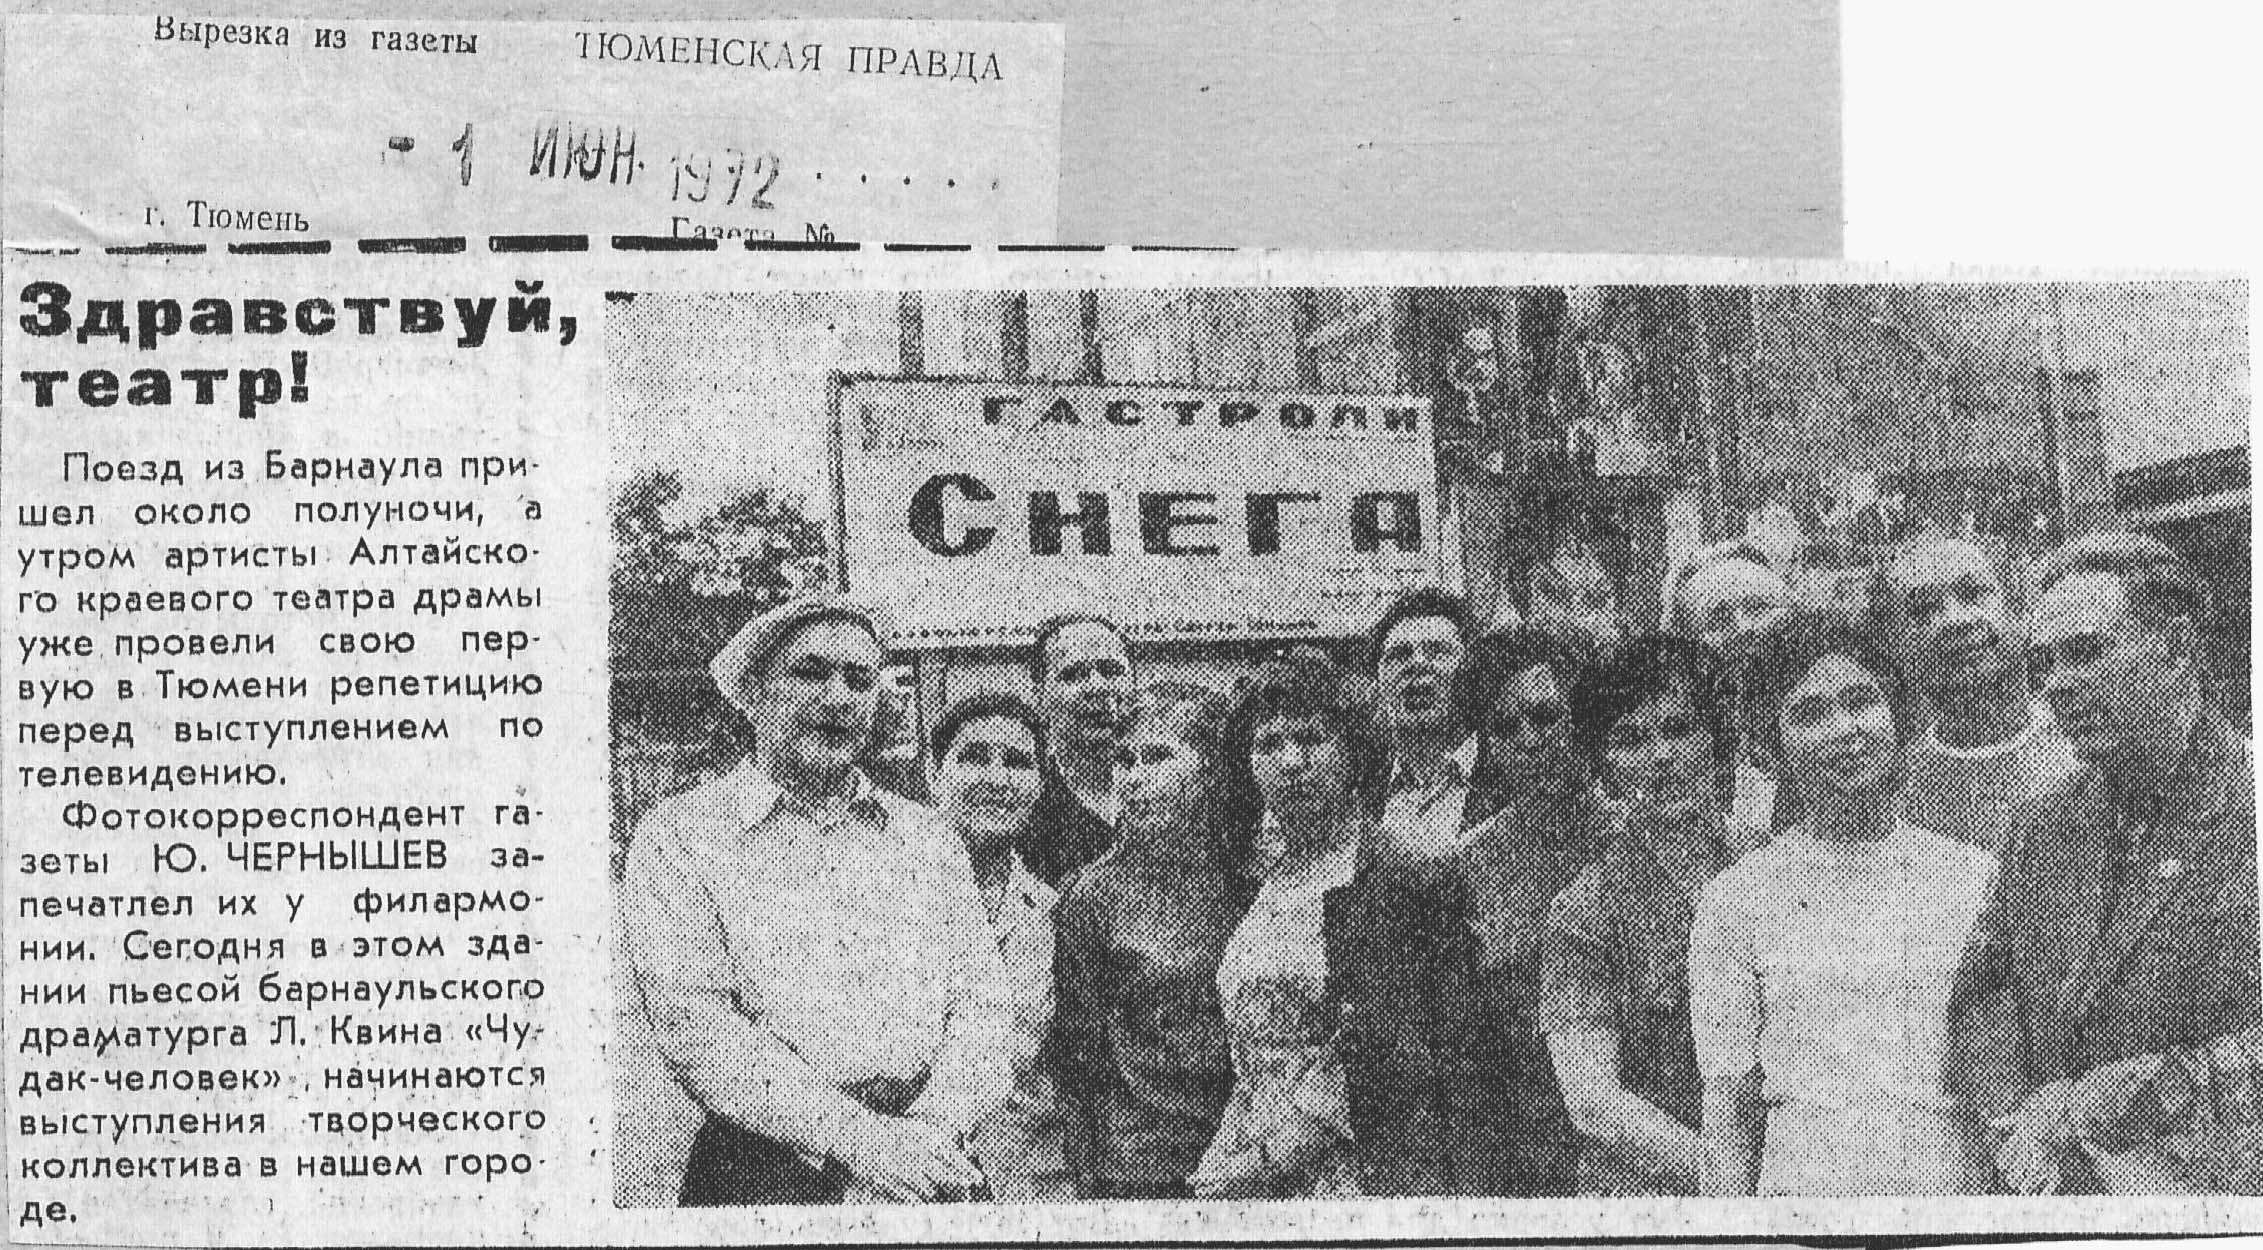 Вырезка из газеты ТЮМЕНСКАЯ ПРАВДА
- 1 ИЮН. 1972 . . . . .
г. Тюмень Газета №
Здравствуй,
театр!
Поезд из Барнаула при-
шел около полуночи, а
утром артисты Алтайско-
го краевого театра драмы
уже провели свою пер-
вую в Тюмени репетицию
перед выступлением по
телевидению.
Фотокорреспондент га-
зеты Ю. ЧЕРНЫШЕВ за-
печатлел их у филармо-
нии. Сегодня в этом зда-
нии пьесой барнаульского
драматурга Л. Квина «Чу-
дак-человек» начинаются
выступления творческого
коллектива в нашем горо-
де.
ГАСТРОЛИ
СНЕГА